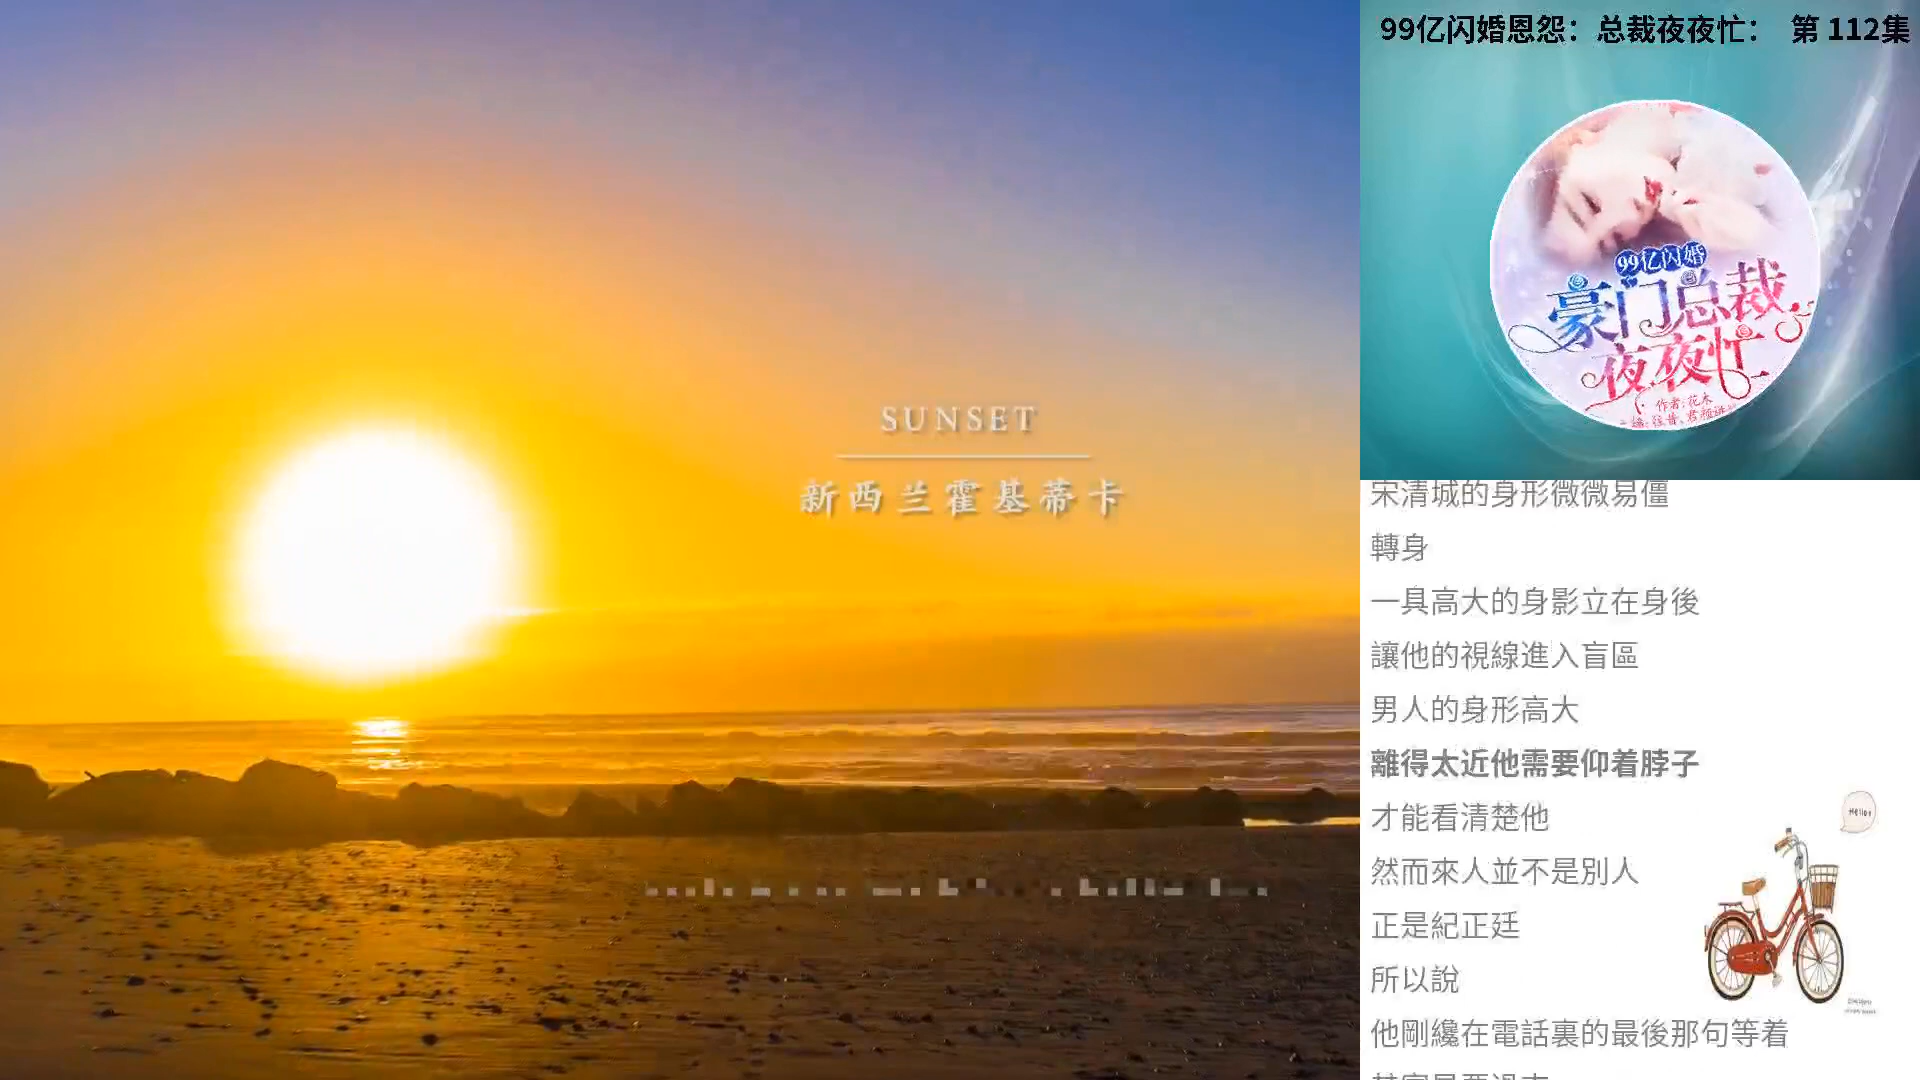 SUNSET
新西兰霍基蒂卡
99亿闪婚恩怨：总裁夜夜忙： 第 112集
99亿闪婚
豪门总裁
夜夜忙
作者:花木
宋清城的身形微微易僵
轉身
一具高大的身影立在身後
讓他的視線進入盲區
男人的身形高大
離得太近他需要仰着脖子
才能看清楚他
然而來人並不是別人
正是紀正廷
所以說
他剛纔在電話裏的最後那句等着
Hello!